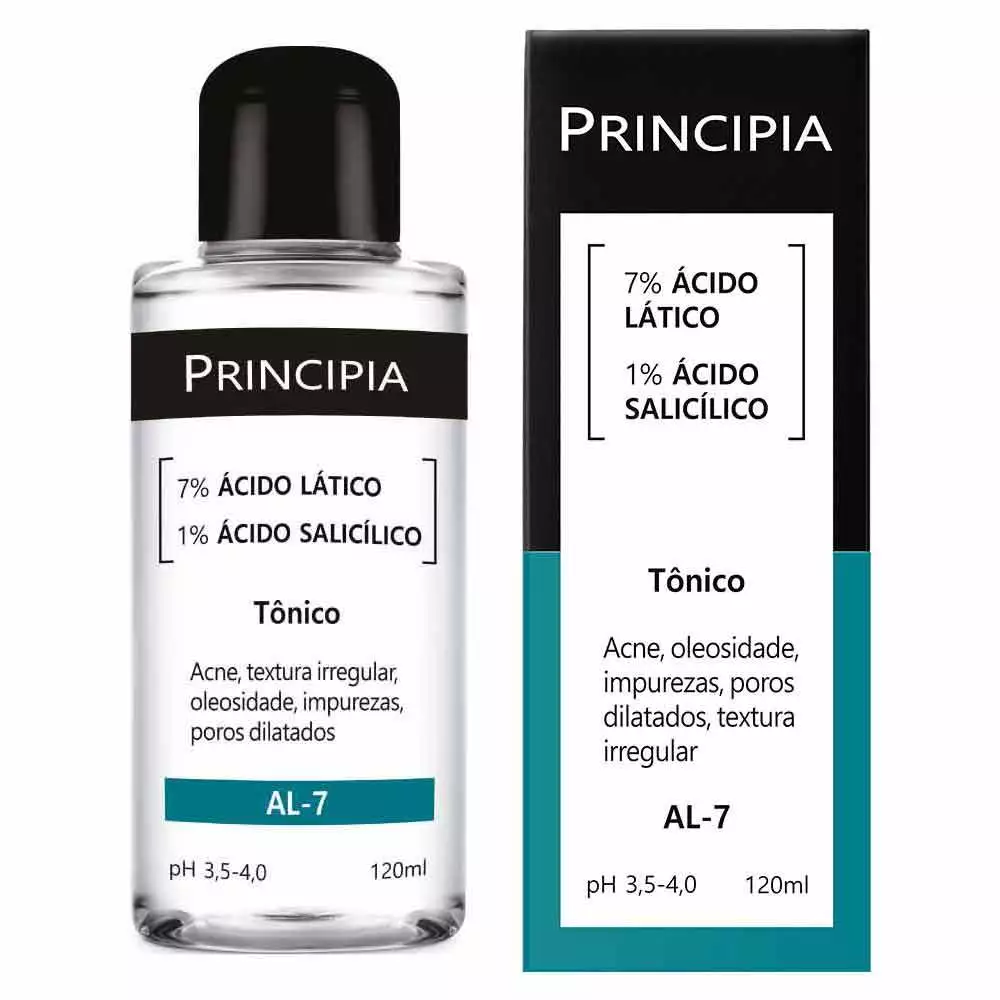 PRINCIPIA
7% ÁCIDO LÁTICO
1% ÁCIDO SALICÍLICO
Tônico
Acne, textura irregular,
oleosidade, impurezas,
poros dilatados
AL-7
pH 3,5-4,0 120ml
PRINCIPIA
7% ÁCIDO
LÁTICO
1% ÁCIDO
SALICÍLICO
Tônico
Acne, oleosidade,
impurezas, poros
dilatados, textura
irregular
AL-7
pH 3,5-4,0 120ml